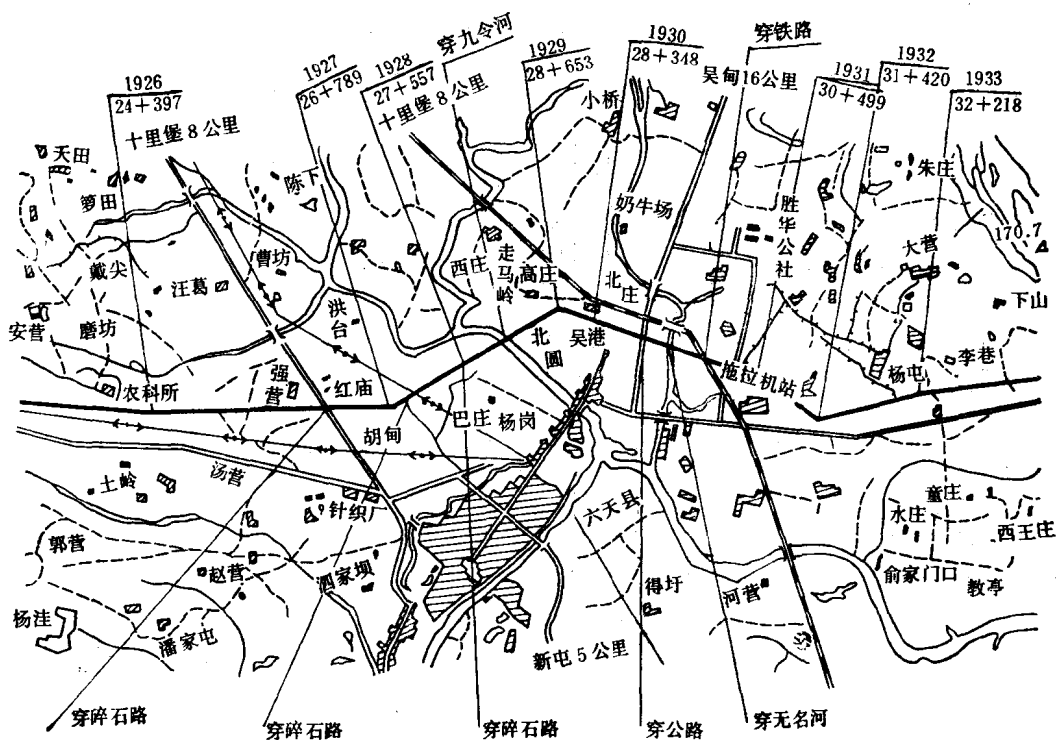 1926
24+397
1927
26+789
1928
27+557
穿九令河
1929
28+653
1930
28+348
穿铁路
1931
30+499
1932
31+420
1933
32+218
十里堡8公里
十里堡8公里
吴甸16公里
小桥
天田
箩田
陈下
奶牛场
胜华公社
朱庄
170.7
大营
下山
戴尖
汪葛
曹坊
西庄
走马岭
高庄
北庄
安营
磨坊
洪台
北圆
吴港
李巷
杨屯
农科所
强营
红庙
拖拉机站
胡甸
巴庄
杨岗
汤营
土岭
针织厂
六天县
童庄
水庄
西王庄
郭营
赵营
泗家坝
得圩
河营
俞家门口
教亭
杨洼
潘家屯
新屯5公里
穿碎石路
穿碎石路
穿碎石路
穿公路
穿无名河